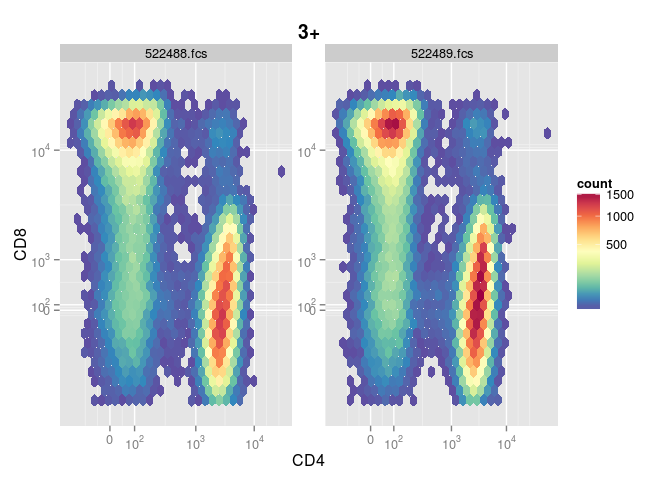 3+
522488.fcs 522489.fcs
count
1500
1000
500
10⁴ 10⁴
CD8
10³ 10³
10² 10²
0 0
0 10² 10³ 10⁴ 0 10² 10³ 10⁴
CD4